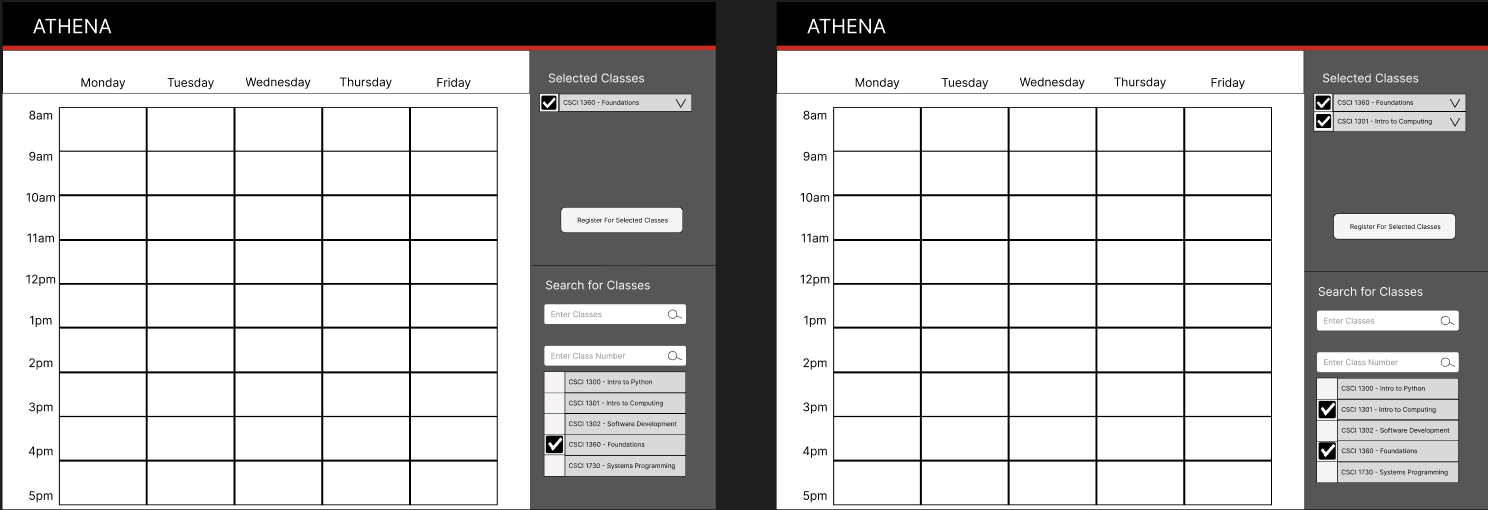 ATHENA
Monday Tuesday Wednesday Thursday Friday
8am
9am
10am
11am
12pm
1pm
2pm
3pm
4pm
5pm
Selected Classes
CSCI 1360 - Foundations
Register For Selected Classes
Search for Classes
Enter Classes
Enter Class Number
CSCI 1300 - Intro to Python
CSCI 1301 - Intro to Computing
CSCI 1302 - Software Development
CSCI 1360 - Foundations
CSCI 1730 - Systems Programming
ATHENA
Monday Tuesday Wednesday Thursday Friday
8am
9am
10am
11am
12pm
1pm
2pm
3pm
4pm
5pm
Selected Classes
CSCI 1360 - Foundations
CSCI 1301 - Intro to Computing
Register For Selected Classes
Search for Classes
Enter Classes
Enter Class Number
CSCI 1300 - Intro to Python
CSCI 1301 - Intro to Computing
CSCI 1302 - Software Development
CSCI 1360 - Foundations
CSCI 1730 - Systems Programming